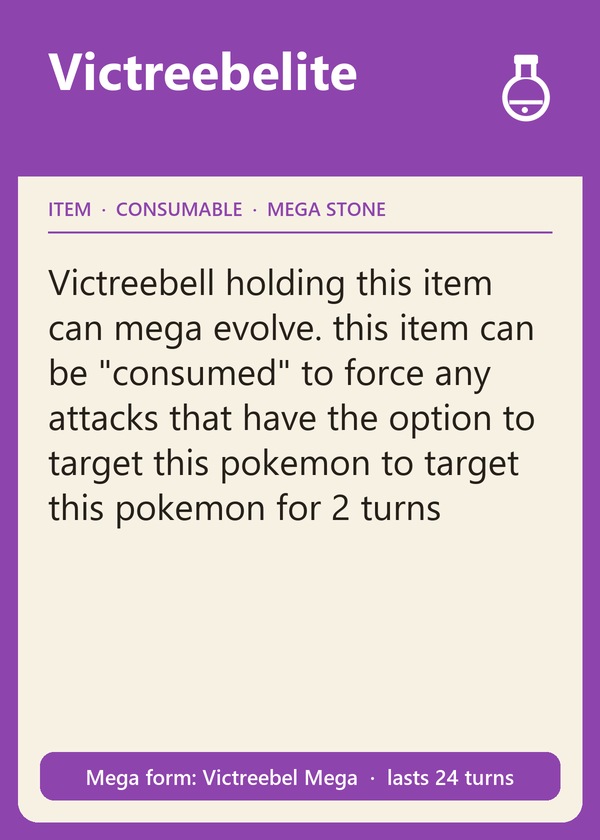 Victreebelite
ITEM · CONSUMABLE · MEGA STONE
Victreebell holding this item
can mega evolve. this item can
be "consumed" to force any
attacks that have the option to
target this pokemon to target
this pokemon for 2 turns
Mega form: Victreebel Mega · lasts 24 turns